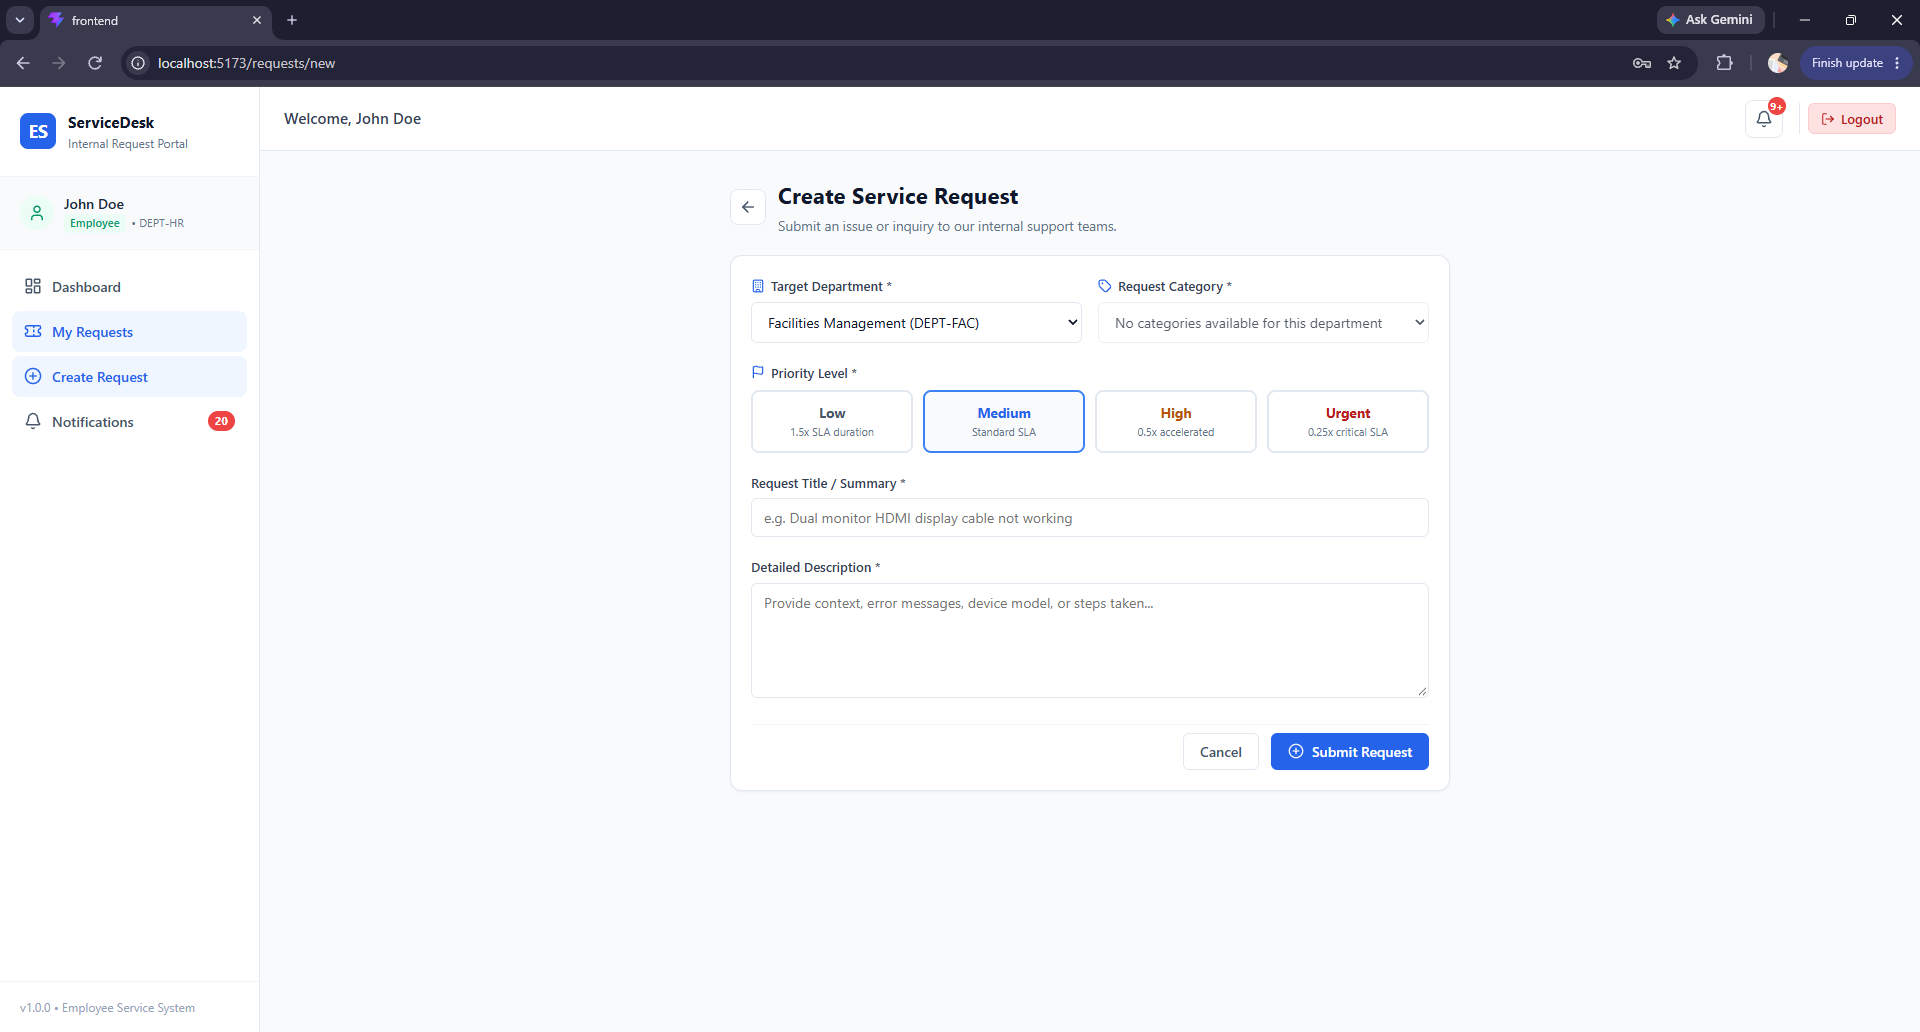 frontend
Ask Gemini
localhost:5173/requests/new
Finish update
ES
ServiceDesk
Internal Request Portal
Welcome, John Doe
9+
Logout
John Doe
Employee • DEPT-HR
Dashboard
My Requests
Create Request
Notifications 20
Create Service Request
Submit an issue or inquiry to our internal support teams.
Target Department *
Request Category *
Facilities Management (DEPT-FAC)
No categories available for this department
Priority Level *
Low
1.5x SLA duration
Medium
Standard SLA
High
0.5x accelerated
Urgent
0.25x critical SLA
Request Title / Summary *
e.g. Dual monitor HDMI display cable not working
Detailed Description *
Provide context, error messages, device model, or steps taken...
Cancel
Submit Request
v1.0.0 • Employee Service System